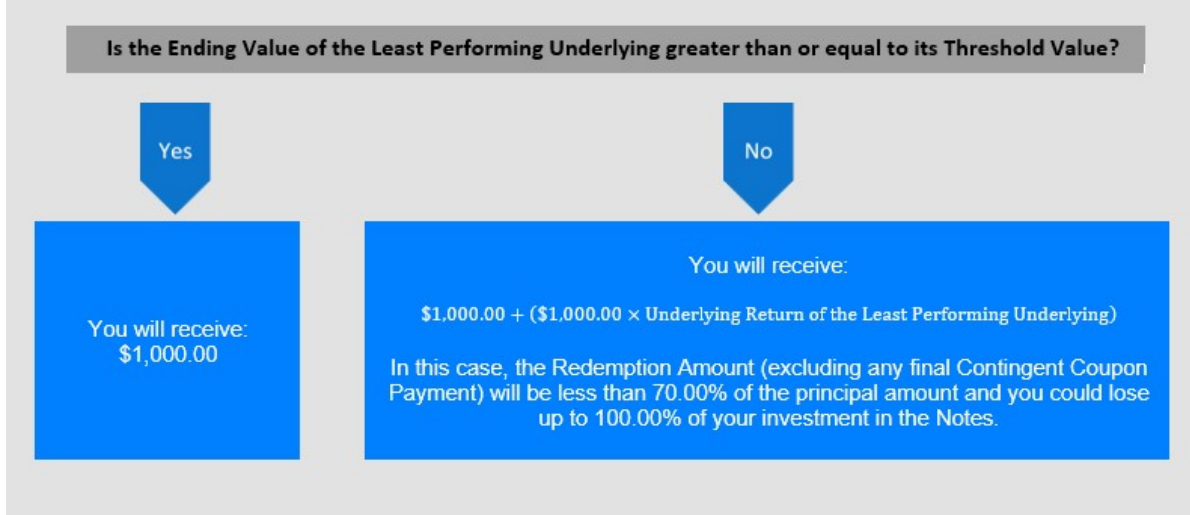 Is the Ending Value of the Least Performing Underlying greater than or equal to its Threshold Value?
Yes
No
You will receive:
$1,000.00
You will receive:
$1,000.00 + ($1,000.00 × Underlying Return of the Least Performing Underlying)
In this case, the Redemption Amount (excluding any final Contingent Coupon
Payment) will be less than 70.00% of the principal amount and you could lose
up to 100.00% of your investment in the Notes.